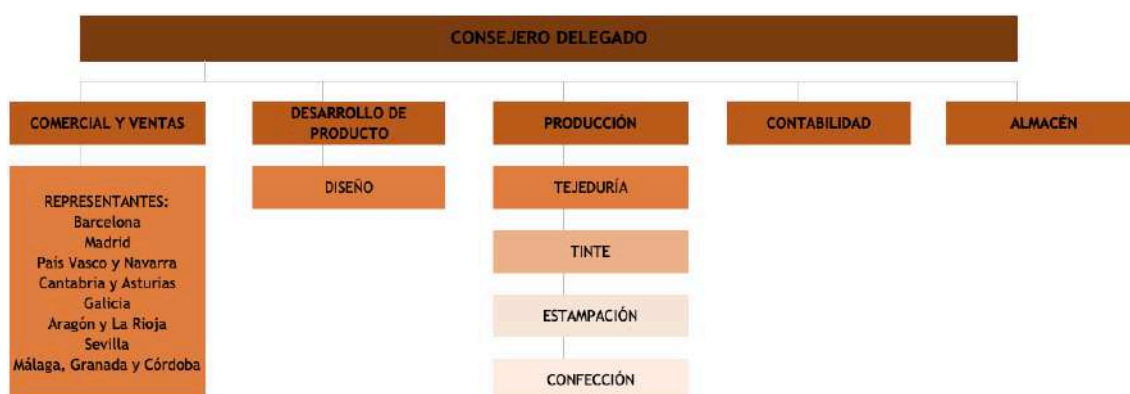 CONSEJERO DELEGADO
COMERCIAL Y VENTAS
DESARROLLO DE
PRODUCTO
PRODUCCIÓN
CONTABILIDAD
ALMACÉN
REPRESENTANTES:
Barcelona
Madrid
País Vasco y Navarra
Cantabria y Asturias
Galicia
Aragón y La Rioja
Sevilla
Málaga, Granada y Córdoba
DISEÑO
TEJEDURÍA
TINTE
ESTAMPACIÓN
CONFECCIÓN